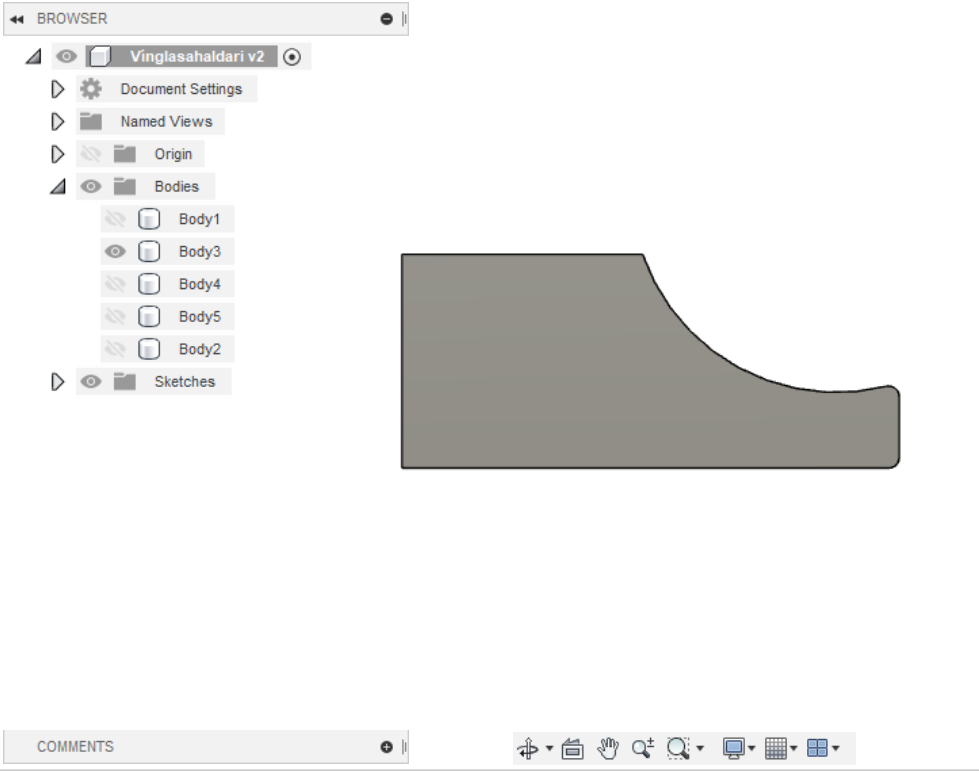 BROWSER
Vinglasahaldari v2
Document Settings
Named Views
Origin
Bodies
Body1
Body3
Body4
Body5
Body2
Sketches
COMMENTS